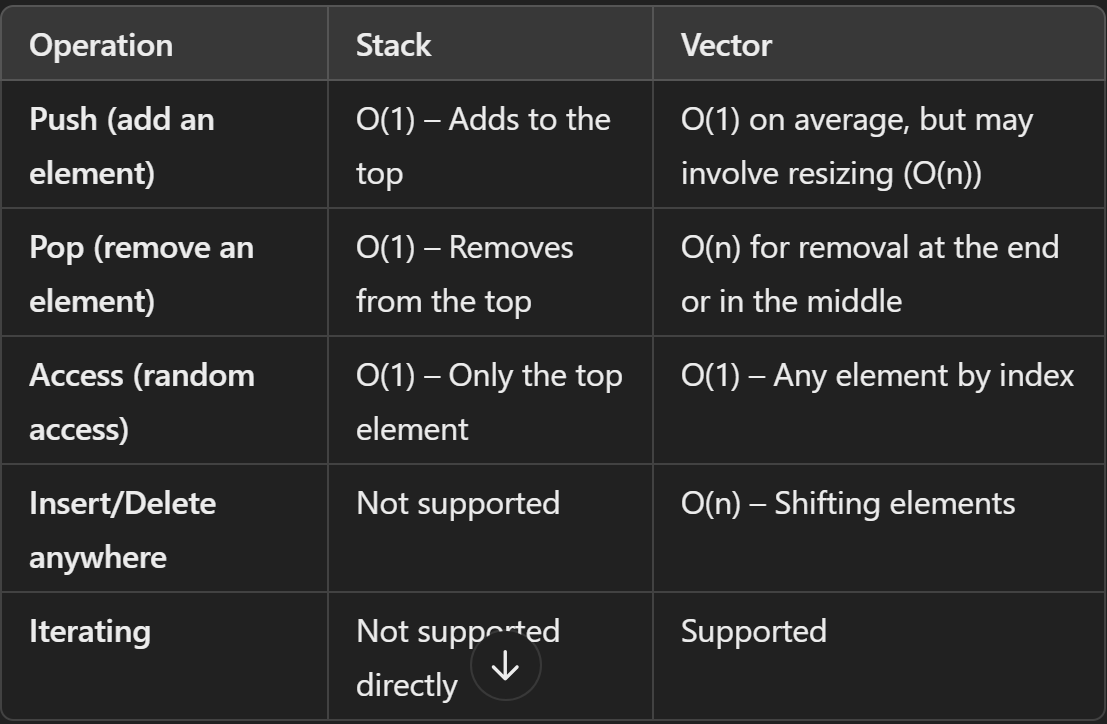 Operation Stack Vector
Push (add an O(1) – Adds to the O(1) on average, but may
element) top involve resizing (O(n))
Pop (remove an O(1) – Removes O(n) for removal at the end
element) from the top or in the middle
Access (random O(1) – Only the top O(1) – Any element by index
access) element
Insert/Delete Not supported O(n) – Shifting elements
anywhere
Iterating Not supported Supported
directly